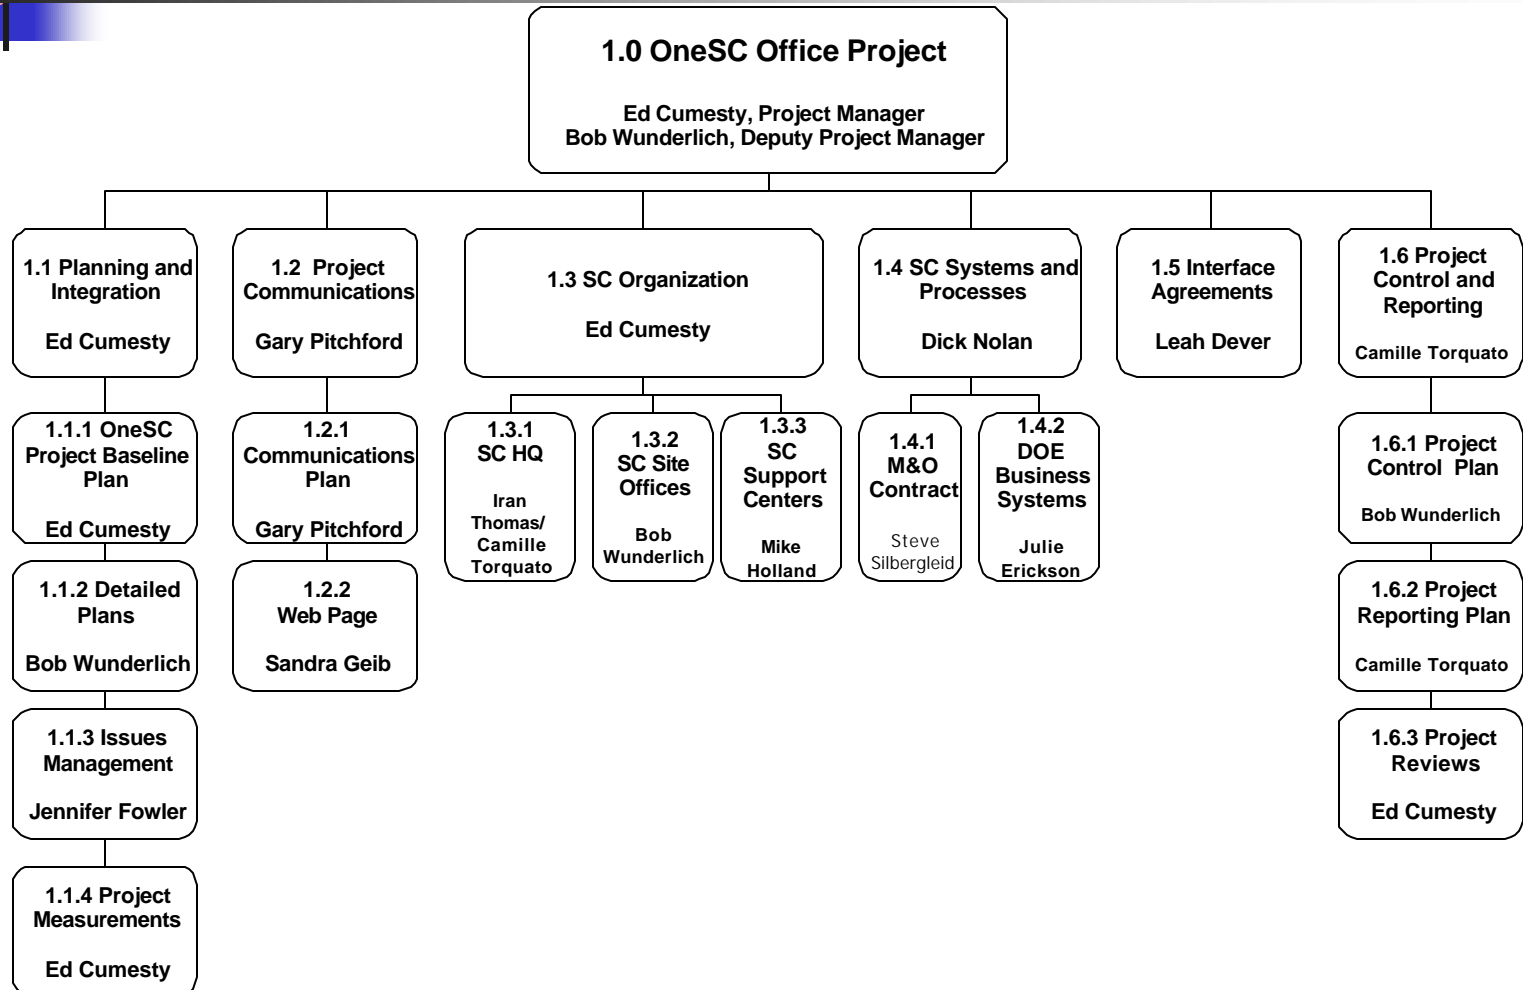 1.0 OneSC Office Project
Ed Cumesty, Project Manager
Bob Wunderlich, Deputy Project Manager
1.1 Planning and
Integration
Ed Cumesty
1.2 Project
Communications
Gary Pitchford
1.3 SC Organization
Ed Cumesty
1.4 SC Systems and
Processes
Dick Nolan
1.5 Interface
Agreements
Leah Dever
1.6 Project
Control and
Reporting
Camille Torquato
1.1.1 OneSC
Project Baseline
Plan
Ed Cumesty
1.2.1
Communications
Plan
Gary Pitchford
1.3.1
SC HQ
Iran
Thomas/
Camille
Torquato
1.3.2
SC Site
Offices
Bob
Wunderlich
1.3.3
SC
Support
Centers
Mike
Holland
1.4.1
M&O
Contract
Steve
Silbergleid
1.4.2
DOE
Business
Systems
Julie
Erickson
1.6.1 Project
Control Plan
Bob Wunderlich
1.1.2 Detailed
Plans
Bob Wunderlich
1.2.2
Web Page
Sandra Geib
1.6.2 Project
Reporting Plan
Camille Torquato
1.1.3 Issues
Management
Jennifer Fowler
1.6.3 Project
Reviews
Ed Cumesty
1.1.4 Project
Measurements
Ed Cumesty